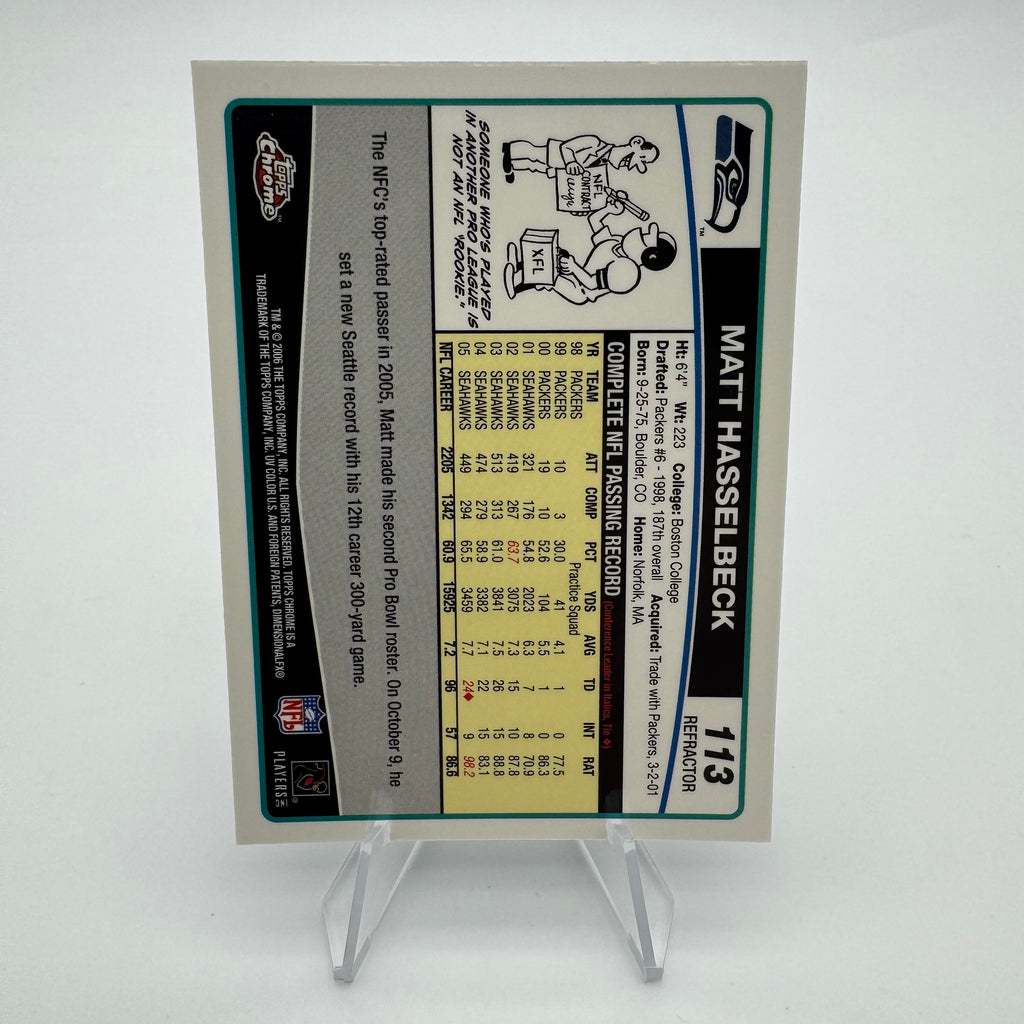 MATT HASSELBECK
113
REFRACTOR
™
Ht: 6'4" Wt: 223 College: Boston College
Drafted: Packers #6 - 1998, 187th overall Acquired: Trade with Packers, 3-2-01
Born: 9-25-75, Boulder, CO Home: Norfolk, MA
NFL
CONTRACT
XFL
SOMEONE WHO'S PLAYED
IN ANOTHER PRO LEAGUE IS
NOT AN NFL "ROOKIE."
COMPLETE NFL PASSING RECORD (Conference Leader in Italics, Tie ♦)
YR TEAM ATT COMP PCT YDS AVG TD INT RAT
98 PACKERS Practice Squad
99 PACKERS 10 3 30.0 41 4.1 1 0 77.5
00 PACKERS 19 10 52.6 104 5.5 1 0 86.3
01 SEAHAWKS 321 176 54.8 2023 6.3 7 8 70.9
02 SEAHAWKS 419 267 63.7 3075 7.3 15 10 87.8
03 SEAHAWKS 513 313 61.0 3841 7.5 26 15 88.8
04 SEAHAWKS 474 279 58.9 3382 7.1 22 15 83.1
05 SEAHAWKS 449 294 65.5 3459 7.7 24♦ 9 98.2
NFL CAREER 2205 1342 60.9 15925 7.2 96 57 86.6
The NFC's top-rated passer in 2005, Matt made his second Pro Bowl roster. On October 9, he
set a new Seattle record with his 12th career 300-yard game.
Topps
Chrome™
TM & © 2006 THE TOPPS COMPANY, INC. ALL RIGHTS RESERVED. TOPPS CHROME IS A
TRADEMARK OF THE TOPPS COMPANY, INC. UV COLOR U.S. AND FOREIGN PATENTS, DIMENSIONALFX®
NFL
PLAYERS